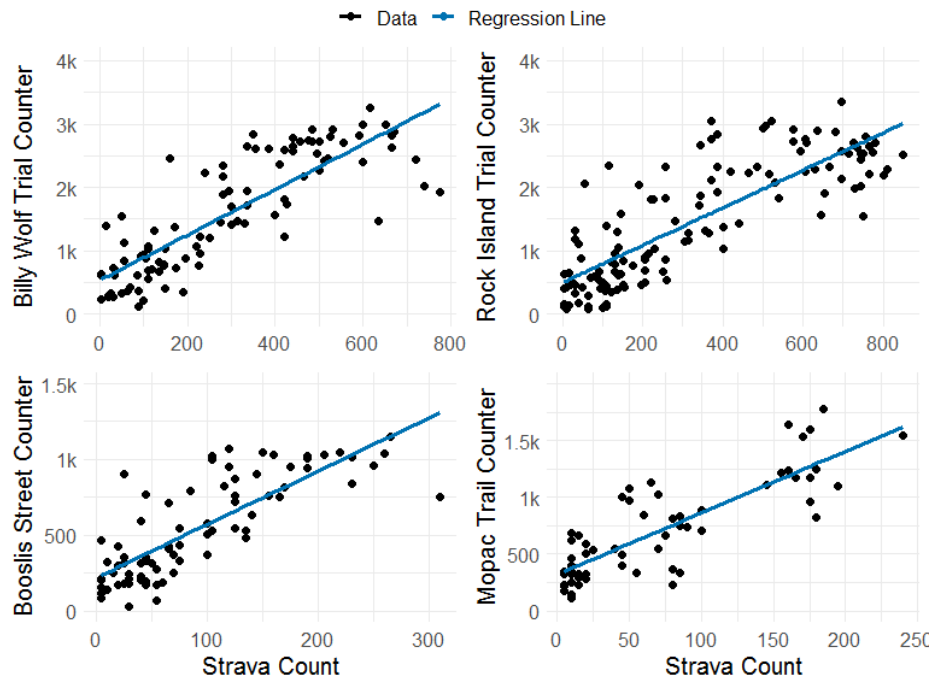 Data Regression Line
Billy Wolf Trial Counter
4k
3k
2k
1k
0
0 200 400 600 800
Rock Island Trial Counter
4k
3k
2k
1k
0
0 200 400 600 800
Booslis Street Counter
1.5k
1k
500
0
0 100 200 300
Strava Count
Mopac Trail Counter
1.5k
1k
500
0
0 50 100 150 200 250
Strava Count